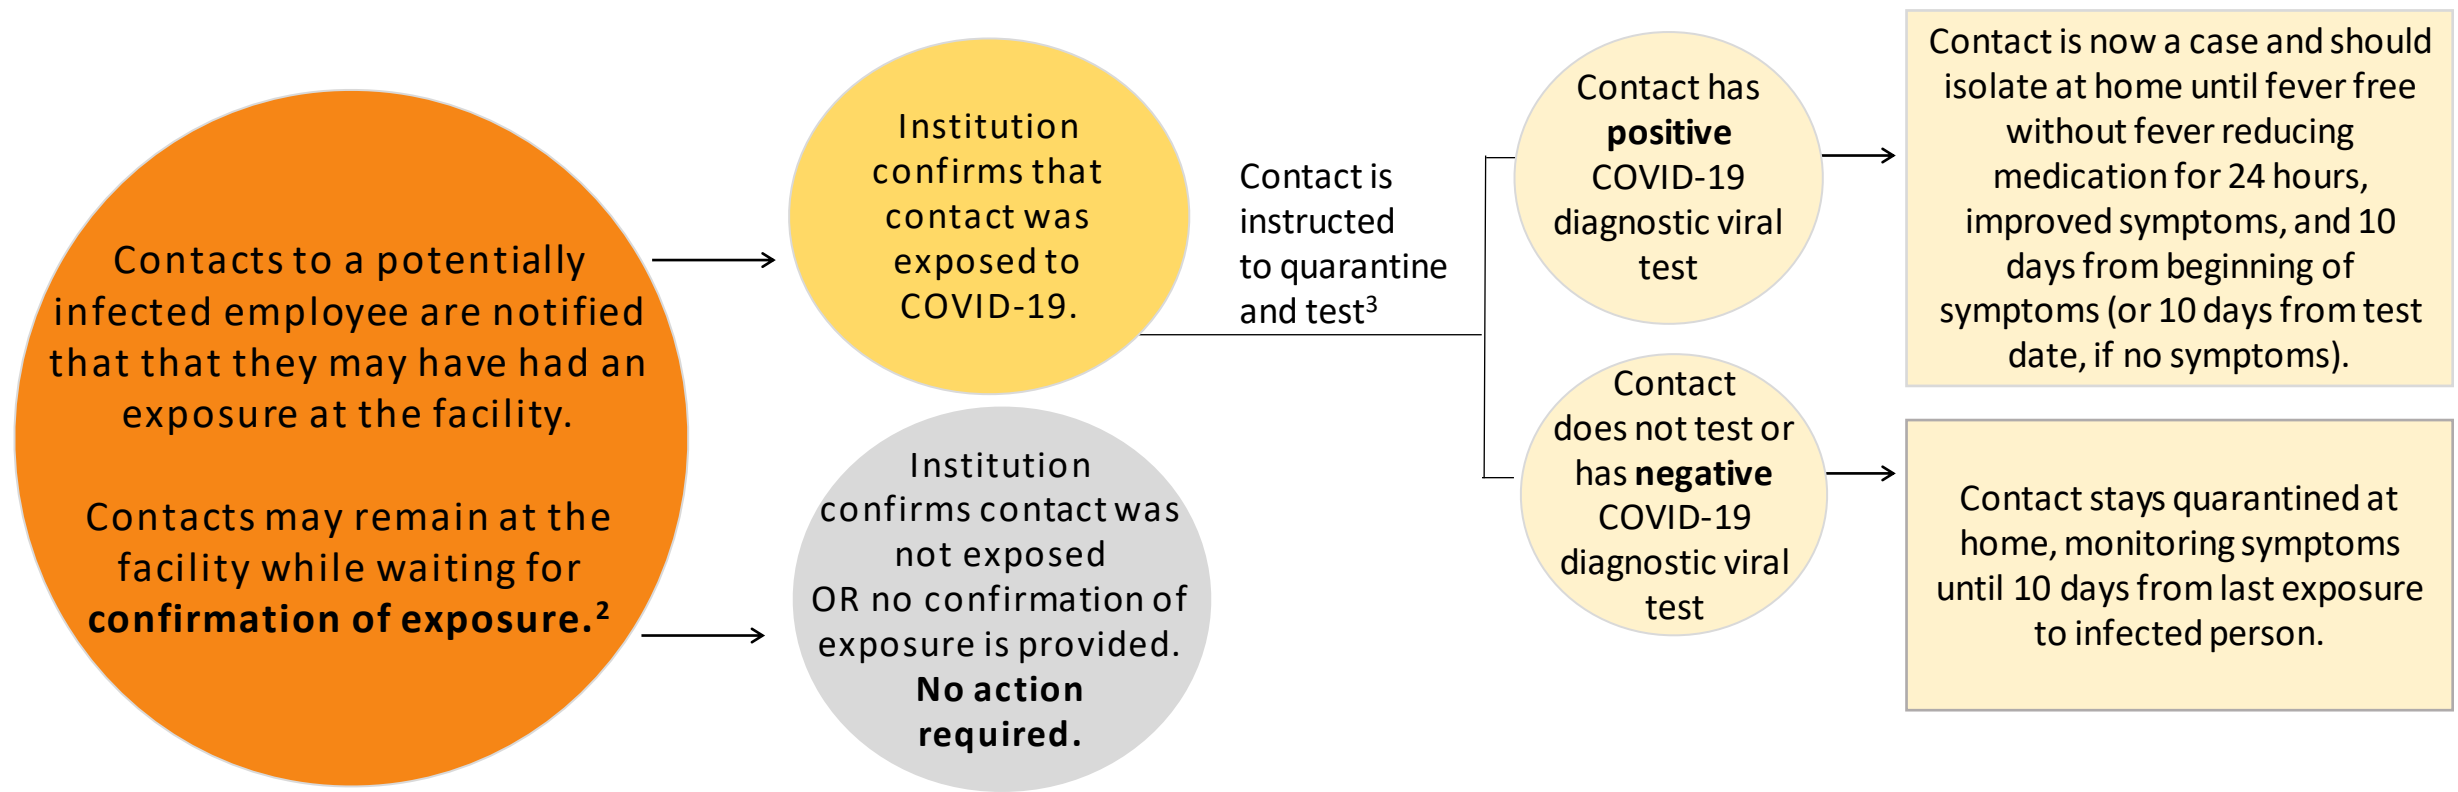 Contacts to a potentially
infected employee are notified
that that they may have had an
exposure at the facility.
Contacts may remain at the
facility while waiting for
confirmation of exposure.²
Institution
confirms that
contact was
exposed to
COVID-19.
Institution
confirms contact was
not exposed
OR no confirmation of
exposure is provided.
No action
required.
Contact is
instructed
to quarantine
and test³
Contact has
positive
COVID-19
diagnostic viral
test
Contact is now a case and should
isolate at home until fever free
without fever reducing
medication for 24 hours,
improved symptoms, and 10
days from beginning of
symptoms (or 10 days from test
date, if no symptoms).
Contact
does not test or
has negative
COVID-19
diagnostic viral
test
Contact stays quarantined at
home, monitoring symptoms
until 10 days from last exposure
to infected person.